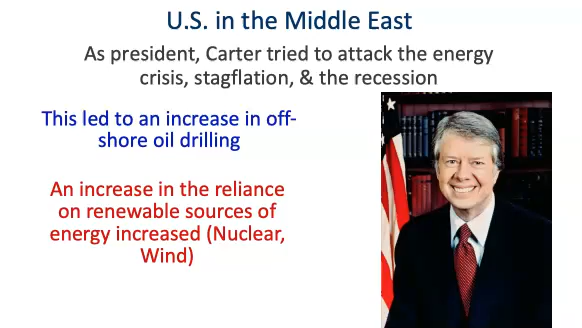 U.S. in the Middle East
As president, Carter tried to attack the energy
crisis, stagflation, & the recession
This led to an increase in off-
shore oil drilling
An increase in the reliance
on renewable sources of
energy increased (Nuclear,
Wind)